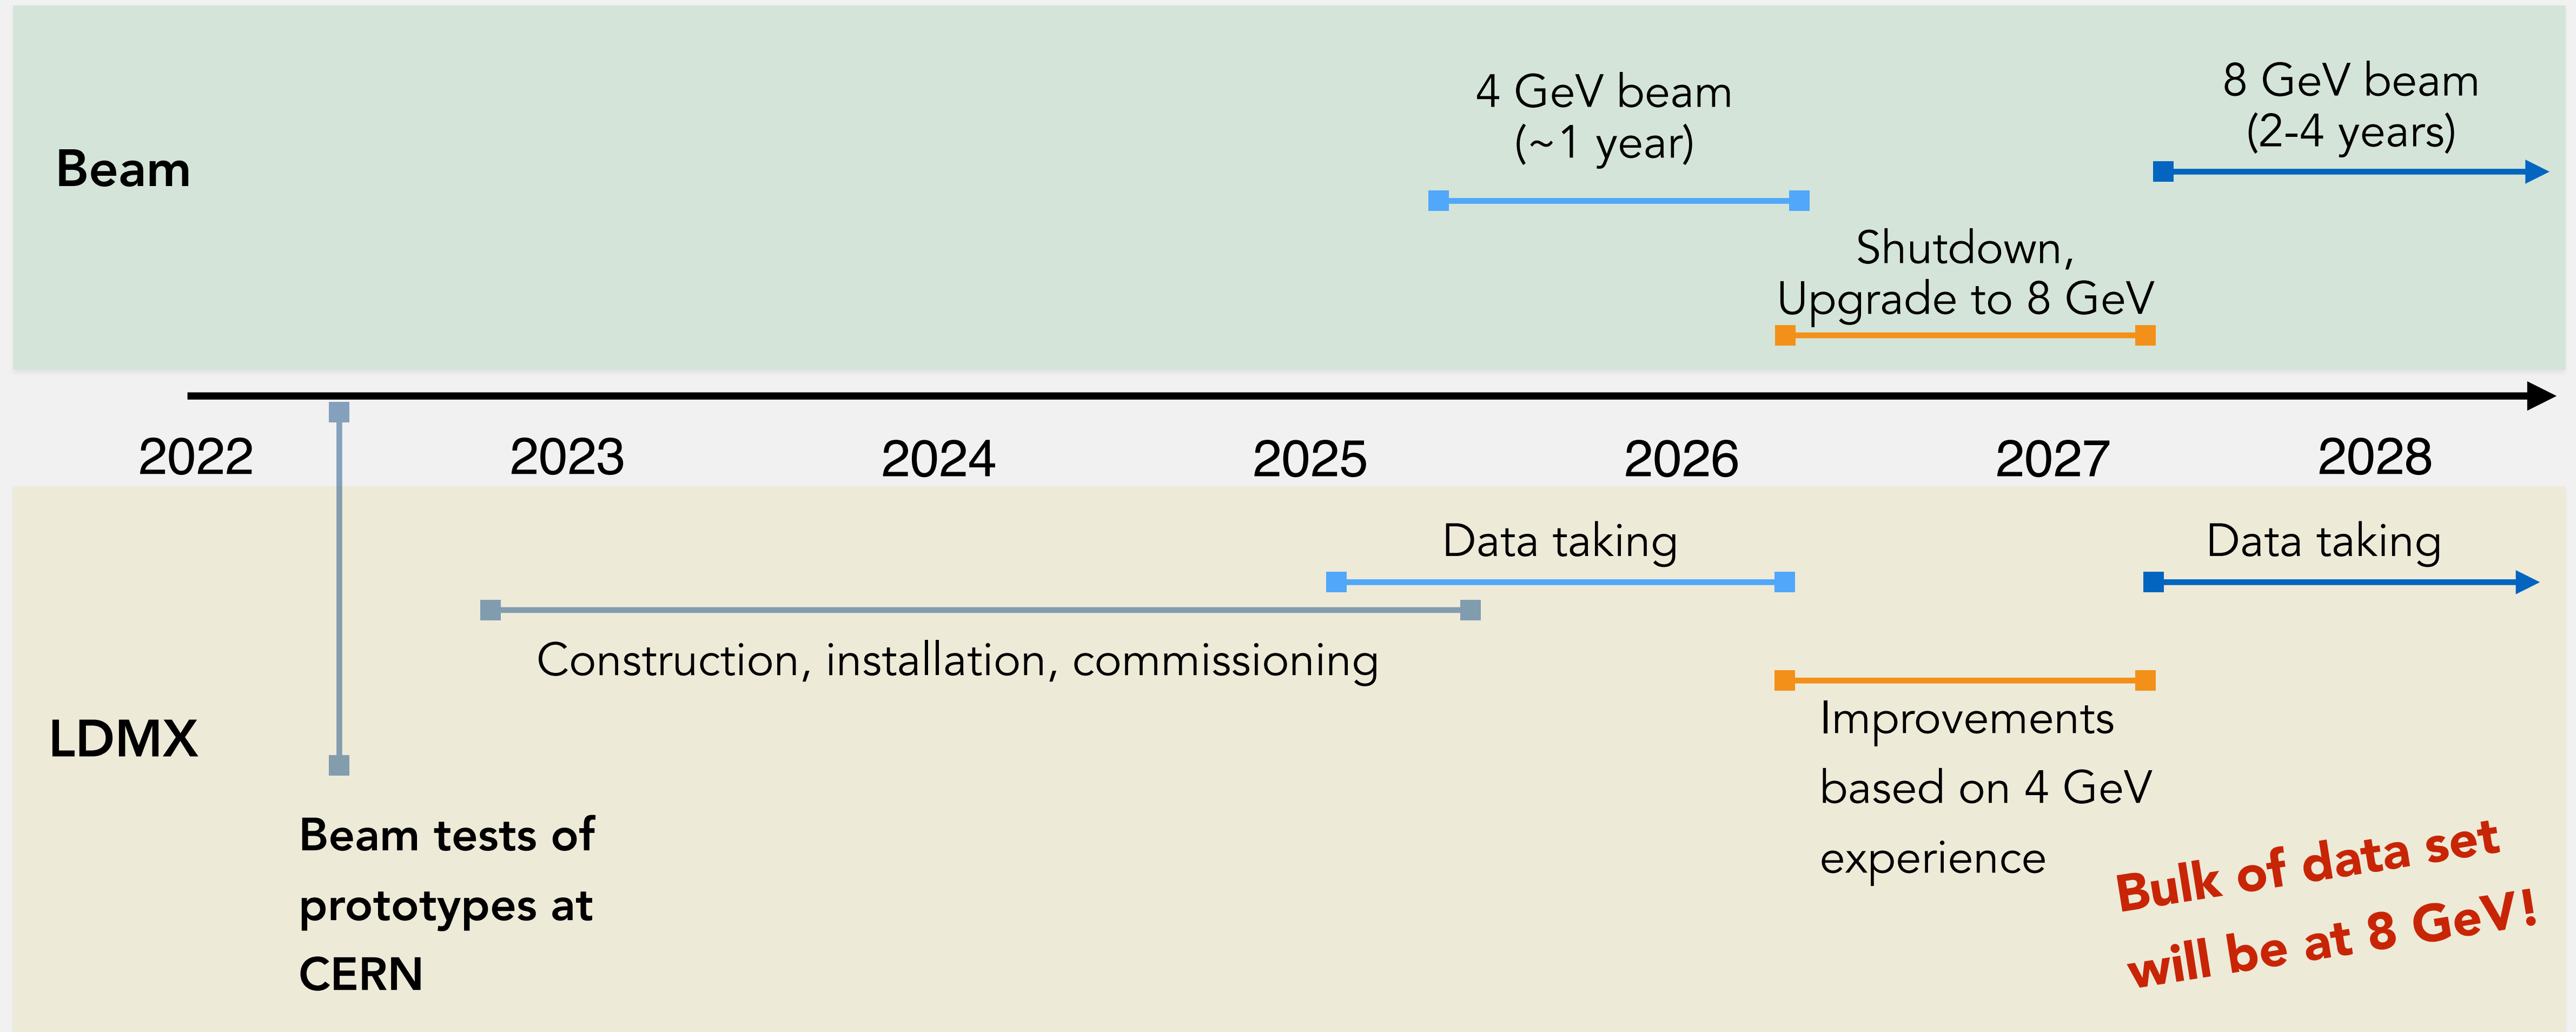 Beam
4 GeV beam
(~1 year)
8 GeV beam
(2-4 years)
Shutdown,
Upgrade to 8 GeV
2022 2023 2024 2025 2026 2027 2028
LDMX
Data taking
Data taking
Construction, installation, commissioning
Improvements
based on 4 GeV
experience
Beam tests of
prototypes at
CERN
Bulk of data set
will be at 8 GeV!